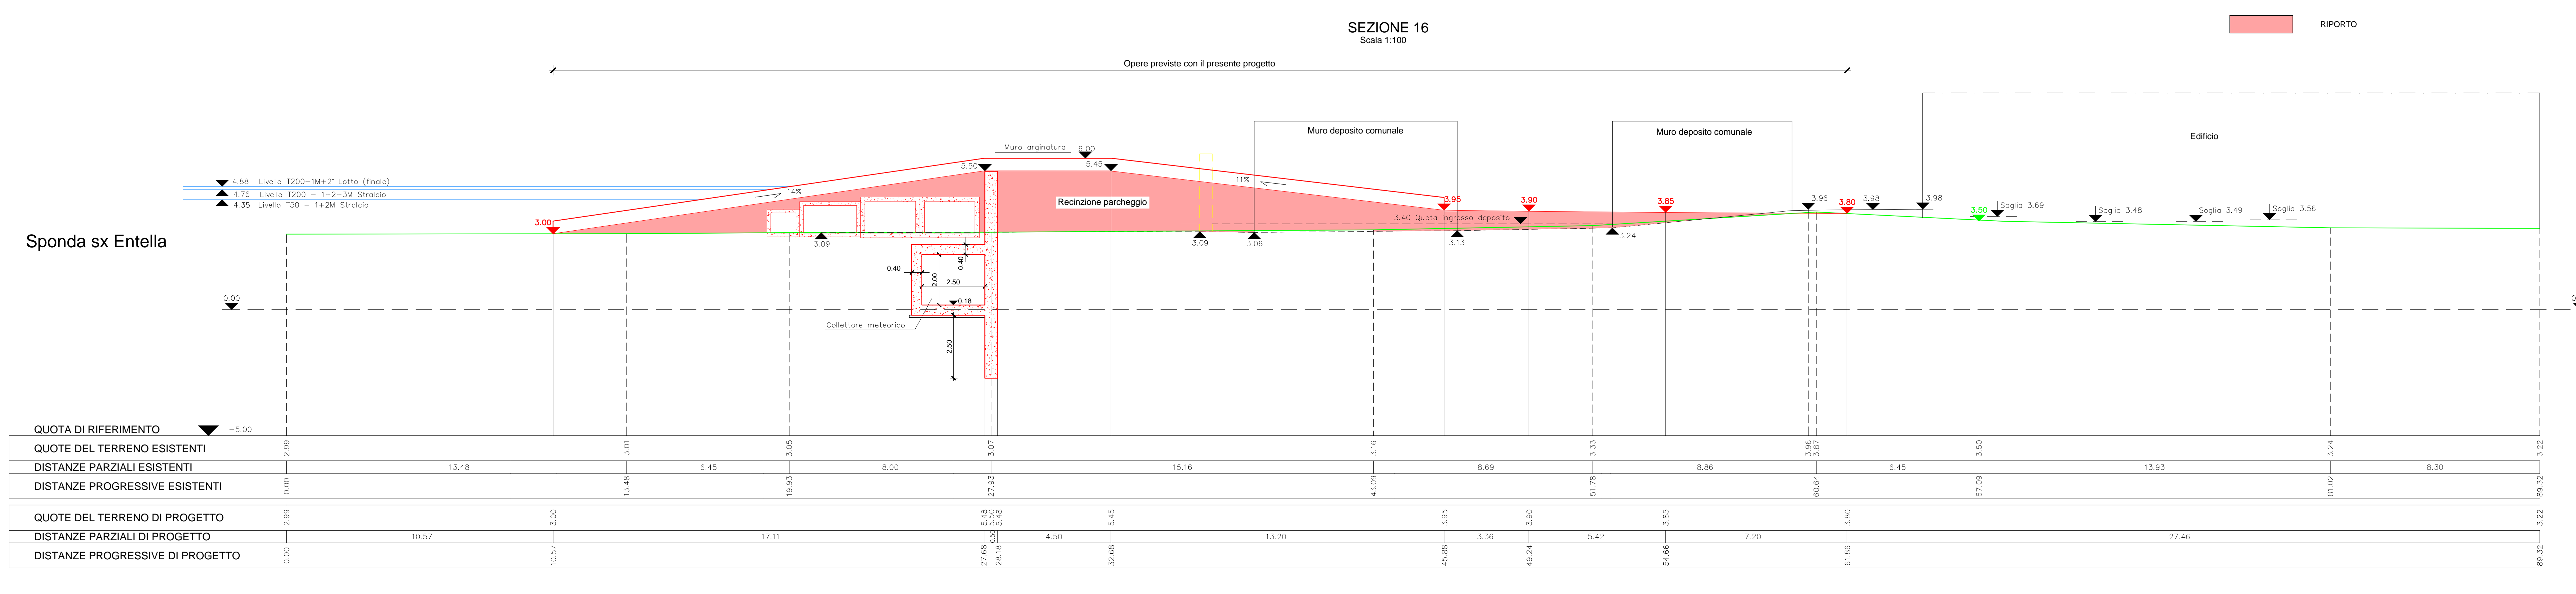 SEZIONE 16
Scala 1:100
RIPORTO
Opere previste con il presente progetto
Muro deposito comunale
Muro deposito comunale
Edificio
Muro arginatura
6.00
5.50
5.45
4.88 Livello T200-1M+2° Lotto (finale)
4.76 Livello T200 - 1+2+3M Stralcio
4.35 Livello T50 - 1+2M Stralcio
14%
11%
Recinzione parcheggio
3.00
3.95
3.90
3.85
3.96
3.80
3.98
3.98
3.50
Soglia 3.69
Soglia 3.48
Soglia 3.49
Soglia 3.56
3.40 Quota ingresso deposito
Sponda sx Entella
3.09
3.09
3.06
3.13
3.24
0.40
0.40
2.00
2.50
0.18
0.00
Collettore meteorico
2.50
QUOTA DI RIFERIMENTO -5.00
QUOTE DEL TERRENO ESISTENTI 2.99 3.01 3.05 3.07 3.16 3.33 3.96 3.87 3.50 3.24 3.22
DISTANZE PARZIALI ESISTENTI 13.48 6.45 8.00 15.16 8.69 8.86 6.45 13.93 8.30
DISTANZE PROGRESSIVE ESISTENTI 0.00 13.48 19.93 27.93 43.09 51.78 60.64 67.09 81.02 89.32
QUOTE DEL TERRENO DI PROGETTO 2.99 3.00 5.48 5.50 5.48 5.45 3.95 3.90 3.85 3.80 3.22
DISTANZE PARZIALI DI PROGETTO 10.57 17.11 0.50 4.50 13.20 3.36 5.42 7.20 27.46
DISTANZE PROGRESSIVE DI PROGETTO 0.00 10.57 27.68 28.18 32.68 45.88 49.24 54.66 61.86 89.32